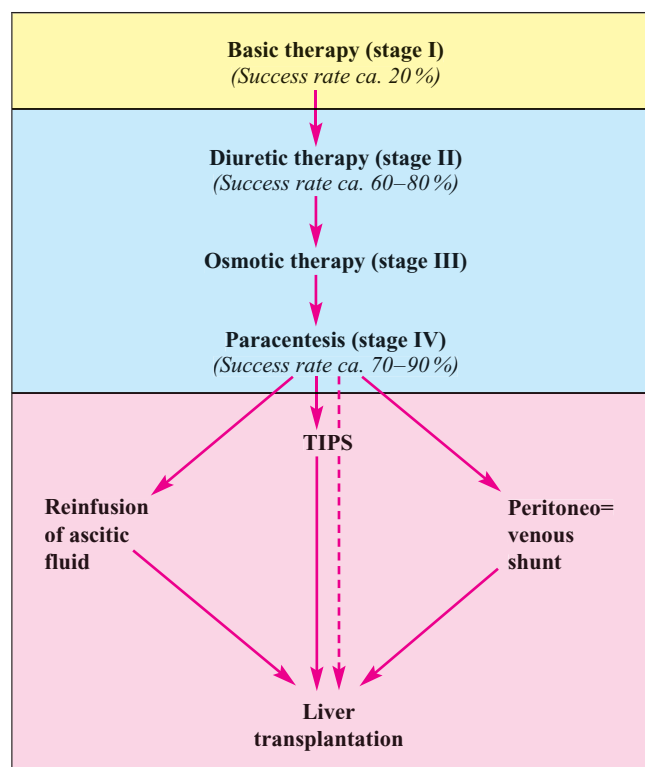 Basic therapy (stage I)
(Success rate ca. 20 %)
Diuretic therapy (stage II)
(Success rate ca. 60–80 %)
Osmotic therapy (stage III)
Paracentesis (stage IV)
(Success rate ca. 70–90 %)
TIPS
Reinfusion
of ascitic
fluid
Peritoneo=
venous
shunt
Liver
transplantation